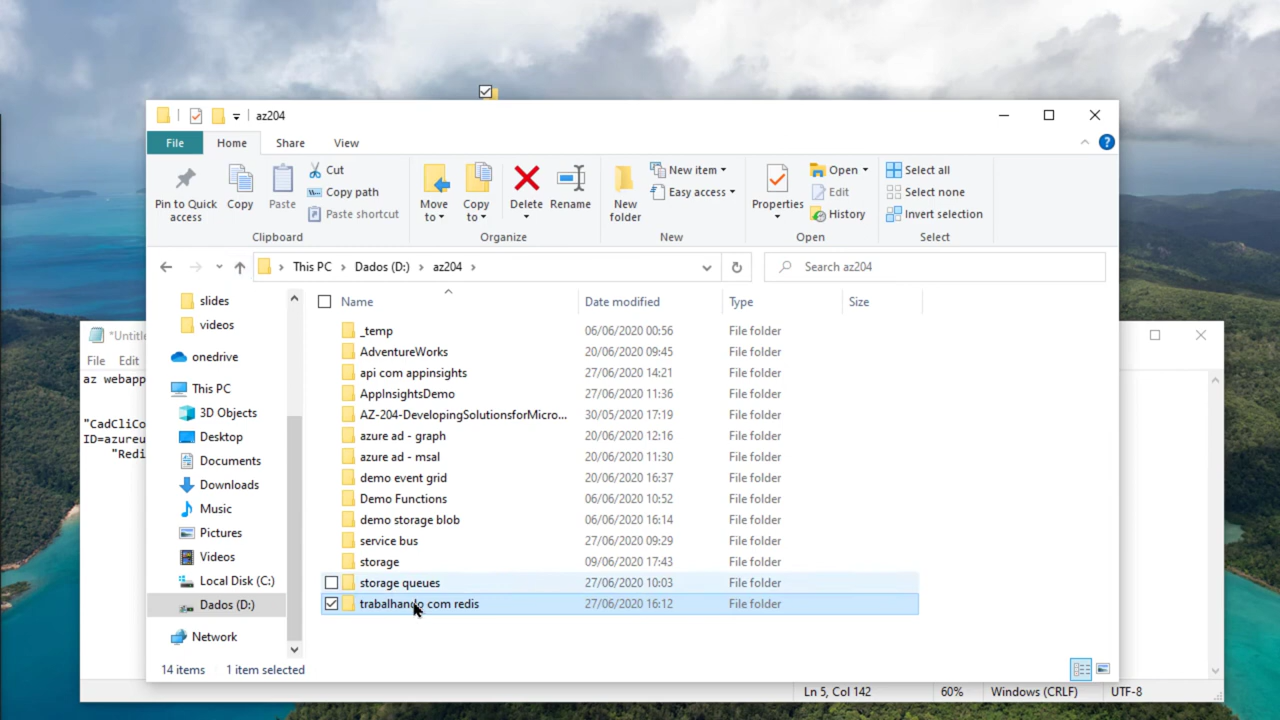 az204
File Home Share View
Pin to Quick access
Copy
Paste
Cut
Copy path
Paste shortcut
Clipboard
Move to
Copy to
Delete
Rename
Organize
New folder
New item
Easy access
New
Properties
Open
Edit
History
Open
Select all
Select none
Invert selection
Select
This PC > Dados (D:) > az204 >
Search az204
slides
videos
onedrive
This PC
3D Objects
Desktop
Documents
Downloads
Music
Pictures
Videos
Local Disk (C:)
Dados (D:)
Network
Name Date modified Type Size
_temp 06/06/2020 00:56 File folder
AdventureWorks 20/06/2020 09:45 File folder
api com appinsights 27/06/2020 14:21 File folder
AppInsightsDemo 27/06/2020 11:36 File folder
AZ-204-DevelopingSolutionsforMicro... 30/05/2020 17:19 File folder
azure ad - graph 20/06/2020 12:16 File folder
azure ad - msal 20/06/2020 11:30 File folder
demo event grid 20/06/2020 16:37 File folder
Demo Functions 06/06/2020 10:52 File folder
demo storage blob 06/06/2020 16:14 File folder
service bus 27/06/2020 09:29 File folder
storage 09/06/2020 17:43 File folder
storage queues 27/06/2020 10:03 File folder
trabalhando com redis 27/06/2020 16:12 File folder
14 items 1 item selected
*Untitle
File Edit
az webapp
"CadCliCo
ID=azureu
"Redi
Ln 5, Col 142 60% Windows (CRLF) UTF-8